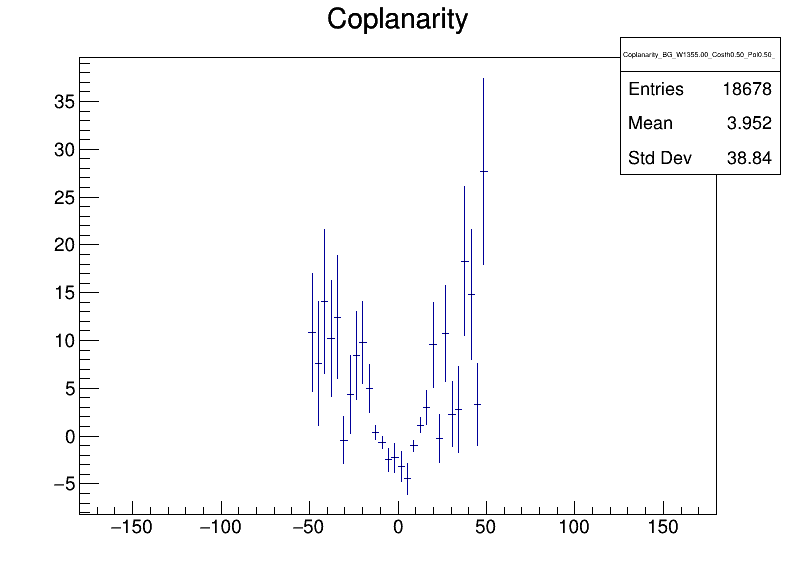 Coplanarity
Coplanarity_BG_W1355.00_Costh0.50_Pol0.50_
Entries 18678
Mean 3.952
Std Dev 38.84
35
30
25
20
15
10
5
0
−5
−150 −100 −50 0 50 100 150